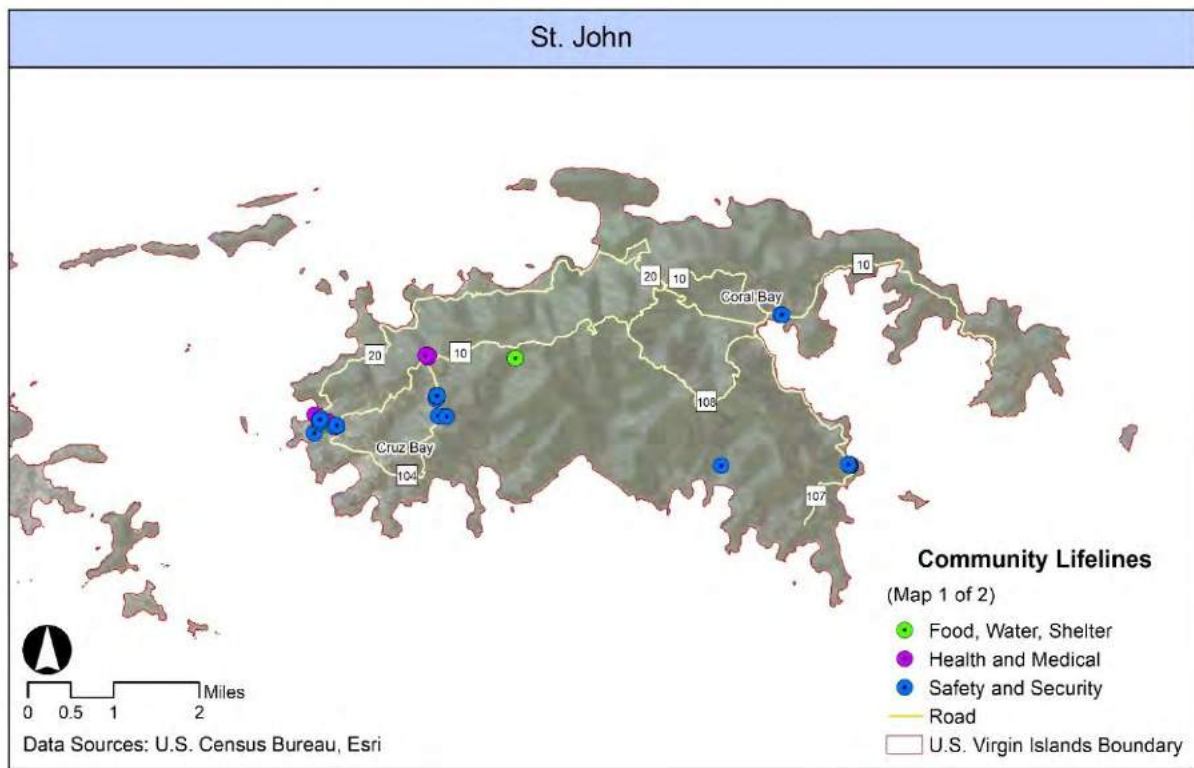 St. John
20
10
10
Coral Bay
20
10
108
Cruz Bay
104
107
Community Lifelines
(Map 1 of 2)
Food, Water, Shelter
Health and Medical
Safety and Security
Road
U.S. Virgin Islands Boundary
Miles
0 0.5 1 2
Data Sources: U.S. Census Bureau, Esri